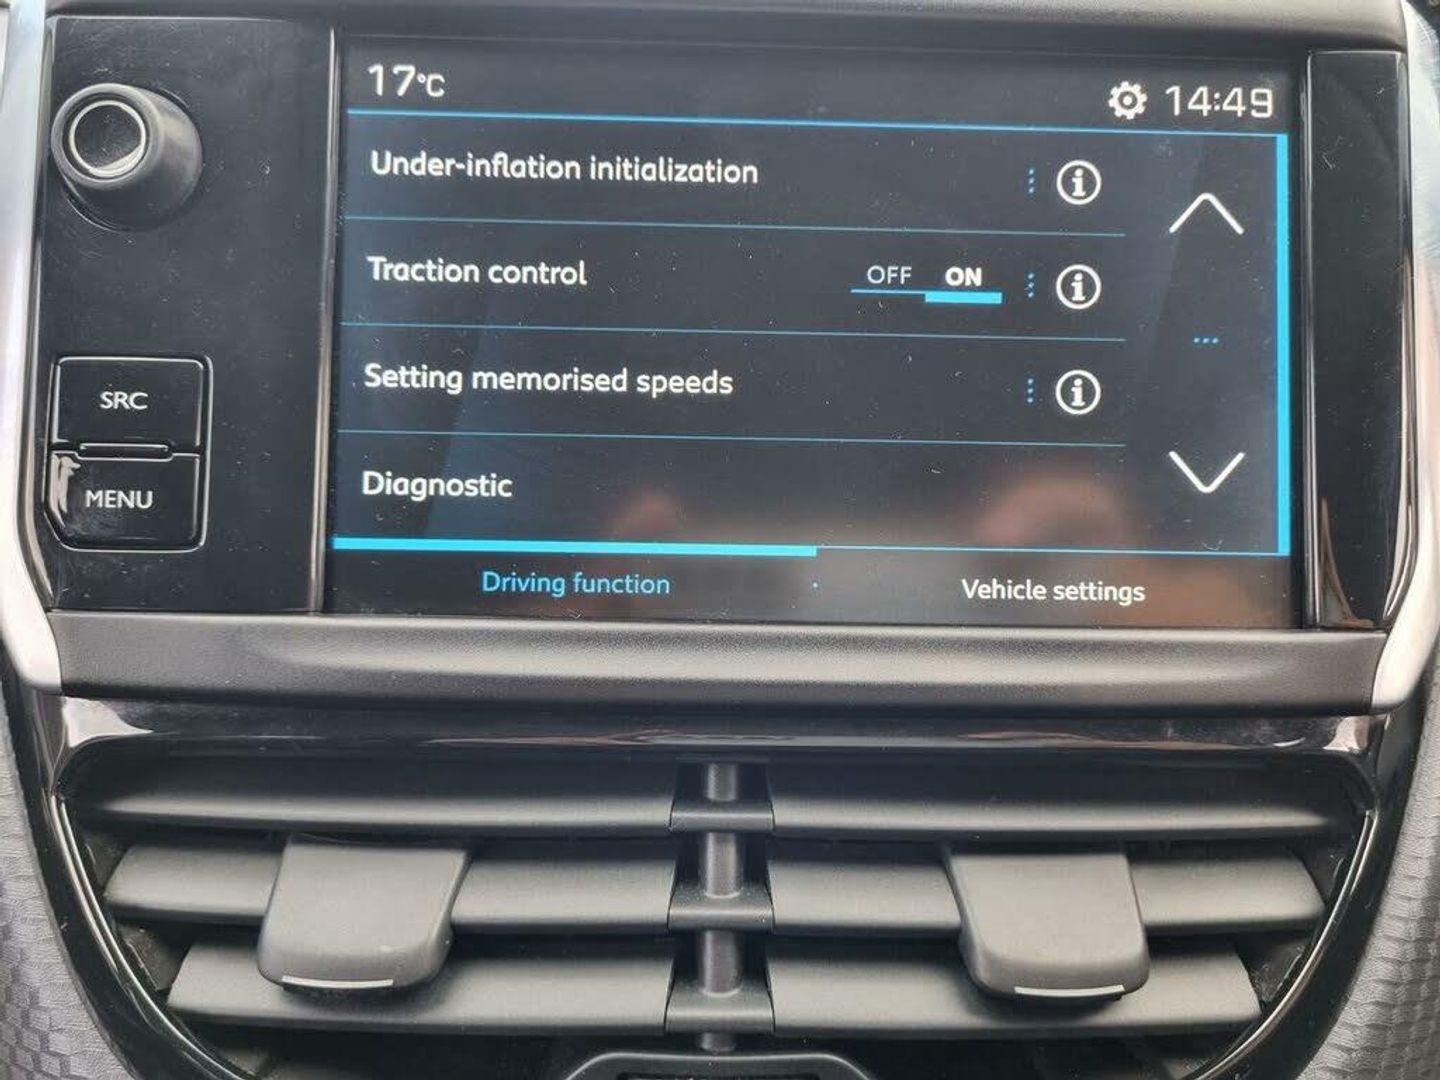 17°C 14:49
Under-inflation initialization
Traction control OFF ON
SRC
Setting memorised speeds
MENU
Diagnostic
Driving function Vehicle settings